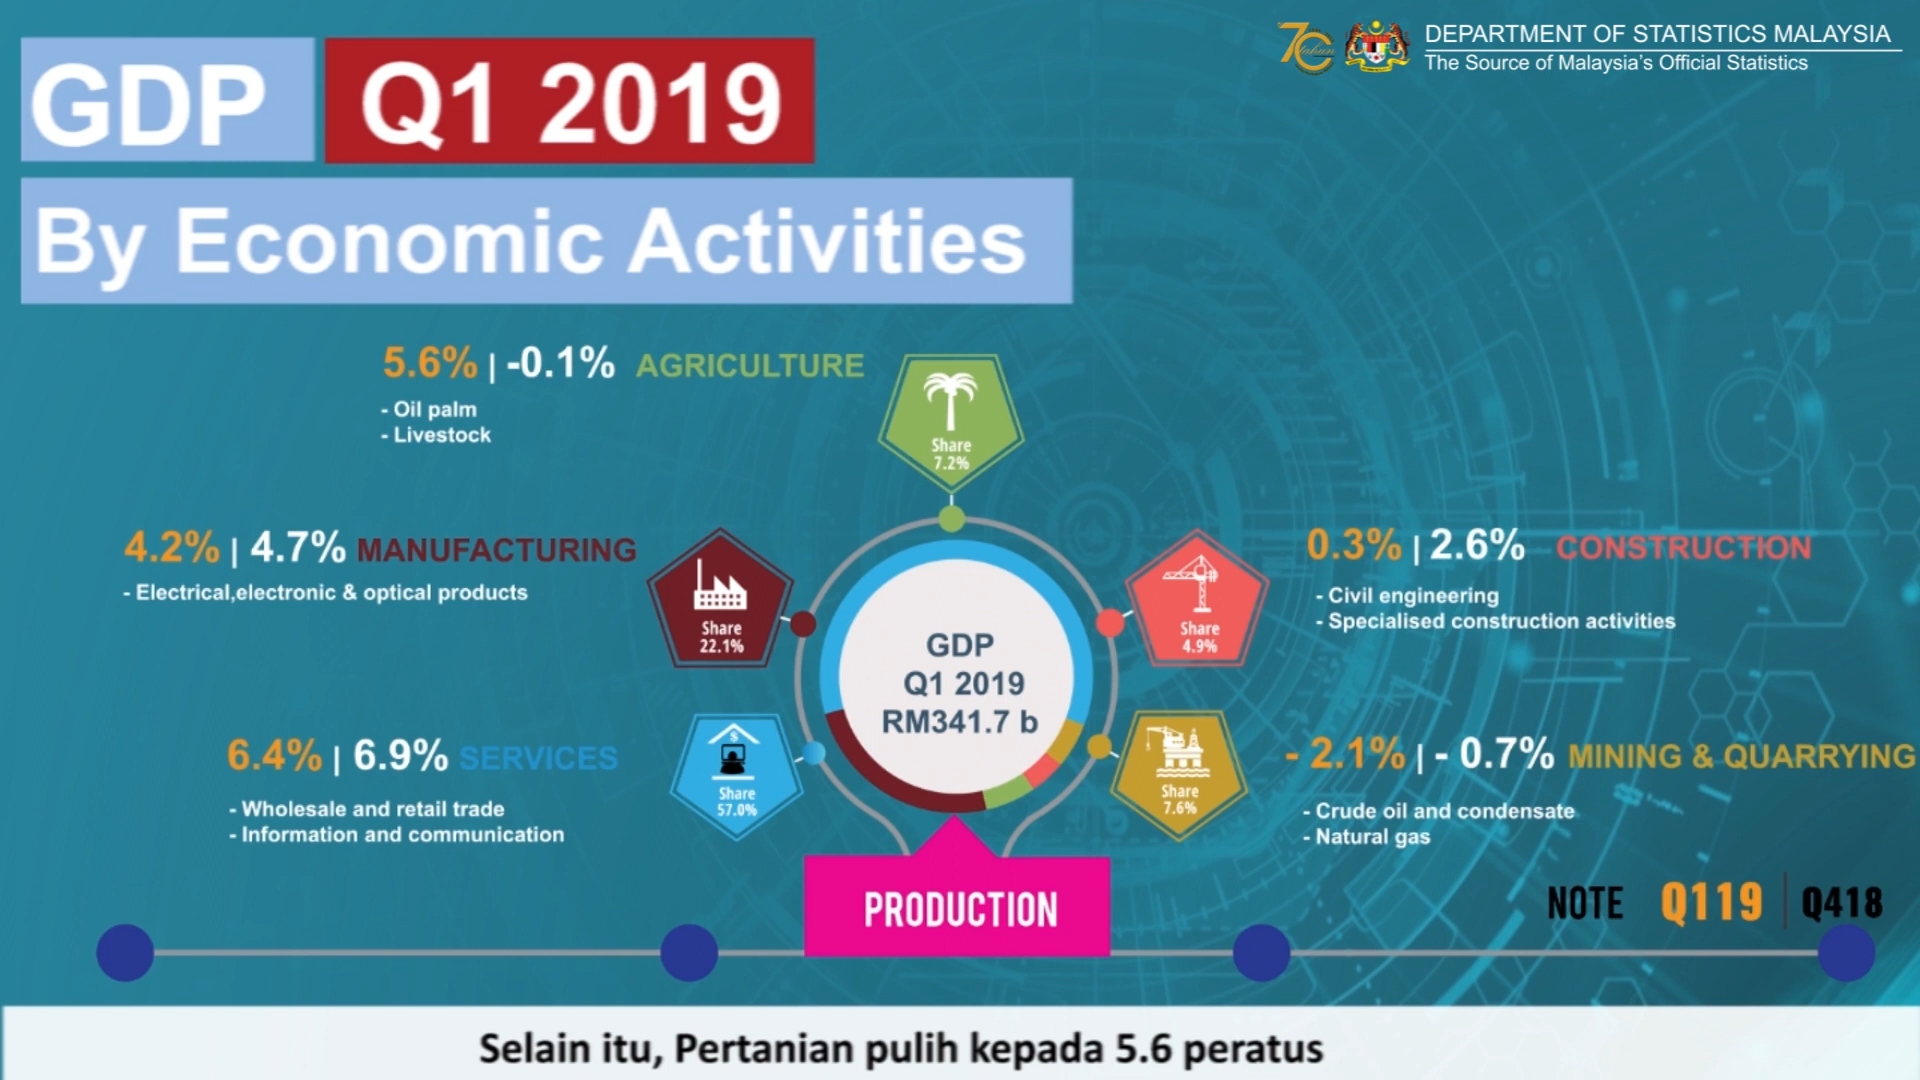 DEPARTMENT OF STATISTICS MALAYSIA
The Source of Malaysia's Official Statistics
GDP Q1 2019
By Economic Activities
5.6% | -0.1% AGRICULTURE
- Oil palm
- Livestock
Share
7.2%
4.2% | 4.7% MANUFACTURING
- Electrical,electronic & optical products
Share
22.1%
0.3% | 2.6% CONSTRUCTION
- Civil engineering
- Specialised construction activities
Share
4.9%
GDP
Q1 2019
RM341.7 b
6.4% | 6.9% SERVICES
- Wholesale and retail trade
- Information and communication
$
Share
57.0%
- 2.1% | - 0.7% MINING & QUARRYING
- Crude oil and condensate
- Natural gas
Share
7.6%
PRODUCTION
NOTE Q119 | Q418
Selain itu, Pertanian pulih kepada 5.6 peratus